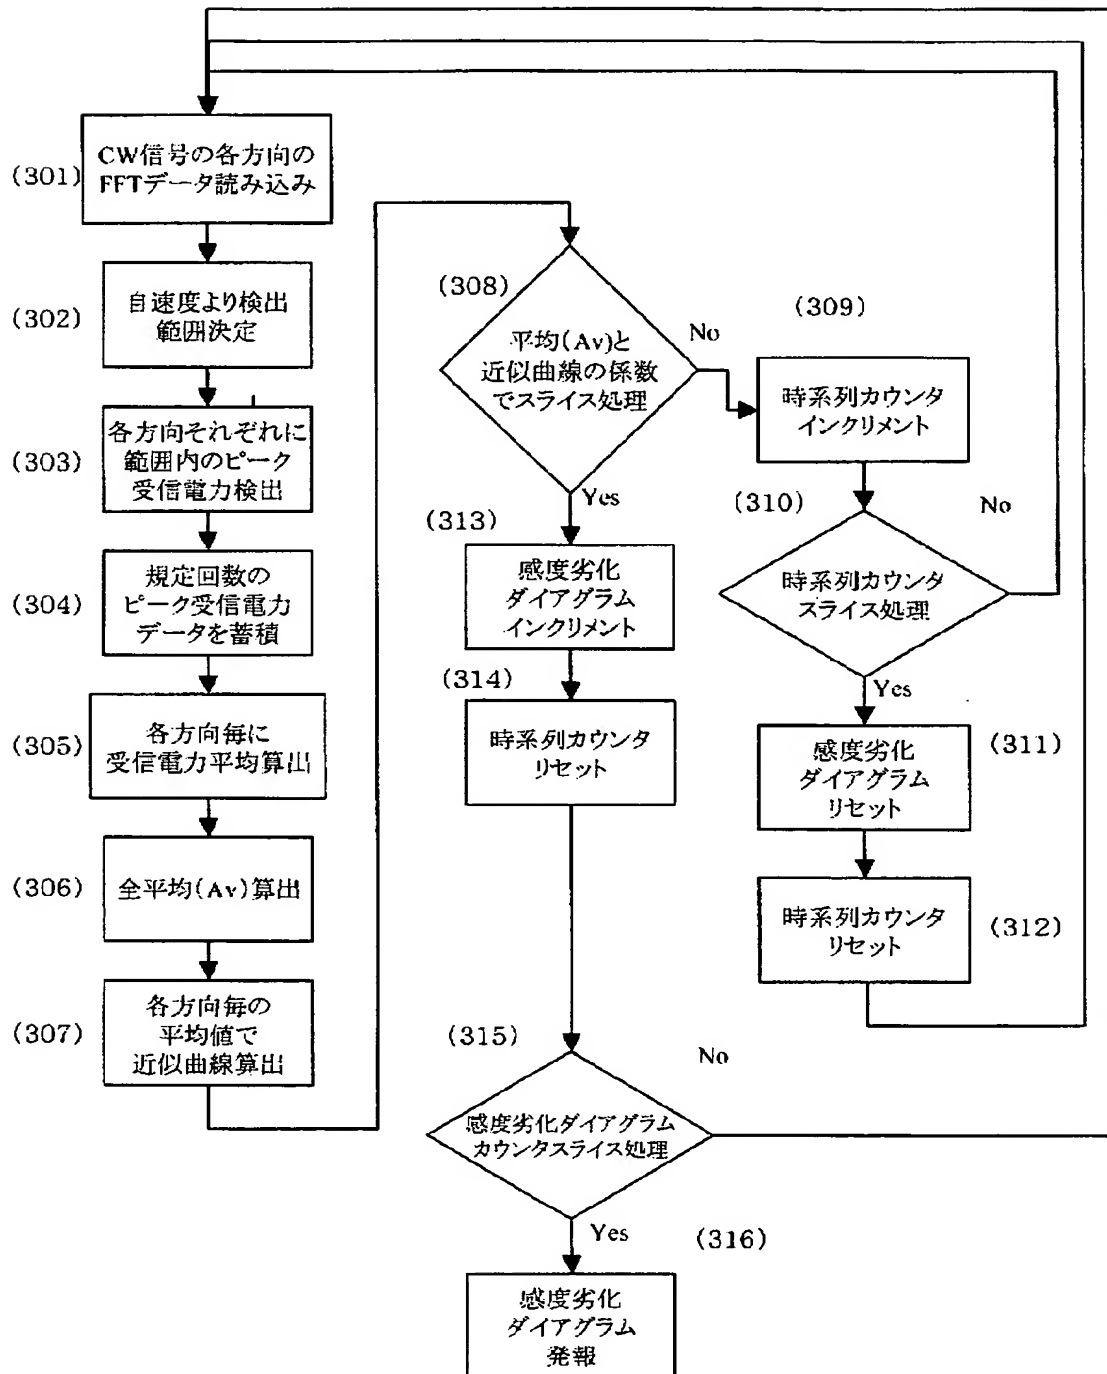 (301)
CW信号の各方向の
FFTデータ読み込み
(302)
自速度より検出
範囲決定
(303)
各方向それぞれに
範囲内のピーク
受信電力検出
(304)
規定回数の
ピーク受信電力
データを蓄積
(305)
各方向毎に
受信電力平均算出
(306)
全平均(Av)算出
(307)
各方向毎の
平均値で
近似曲線算出
(308)
平均(Av)と
近似曲線の係数
でスライス処理
No
Yes
(309)
時系列カウンタ
インクリメント
(310)
時系列カウンタ
スライス処理
No
Yes
(311)
感度劣化
ダイアグラム
リセット
(312)
時系列カウンタ
リセット
(313)
感度劣化
ダイアグラム
インクリメント
(314)
時系列カウンタ
リセット
(315)
感度劣化ダイアグラム
カウンタスライス処理
No
Yes
(316)
感度劣化
ダイアグラム
発報